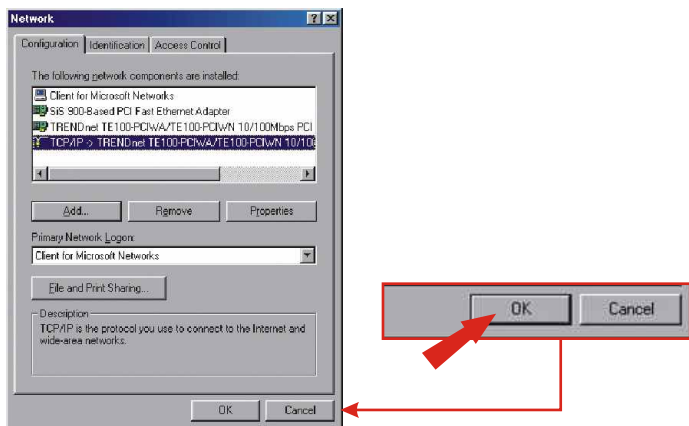 Network
Configuration Identification Access Control
The following network components are installed:
Client for Microsoft Networks
SiS 900-Based PCI Fast Ethernet Adapter
TRENDnet TE100-PCIWA/TE100-PCIWN 10/100Mbps PCI
TCP/IP -> TRENDnet TE100-PCIWA/TE100-PCIWN 10/100
Add... Remove Properties
Primary Network Logon:
Client for Microsoft Networks
File and Print Sharing...
Description
TCP/IP is the protocol you use to connect to the Internet and
wide-area networks.
OK Cancel
OK Cancel